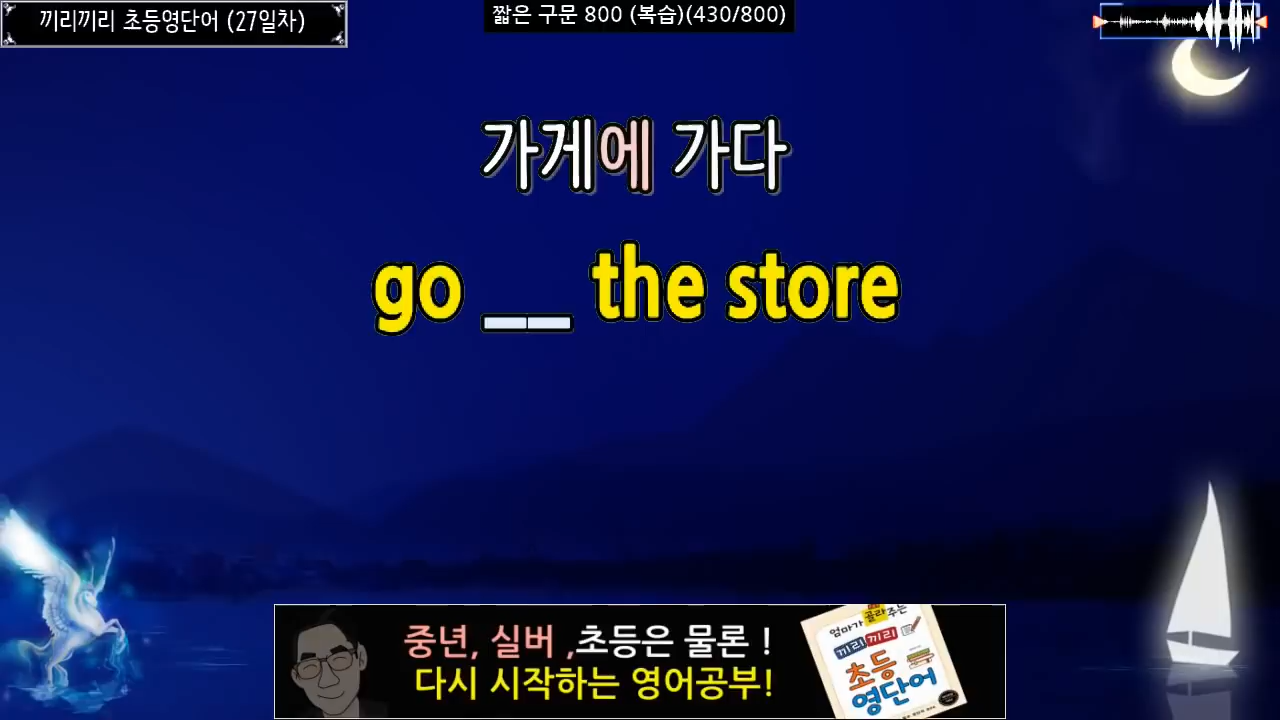 끼리끼리 초등영단어 (27일차)
짧은 구문 800 (복습)(430/800)
가게에 가다
go __ the store
중년, 실버 ,초등은 물론 !
다시 시작하는 영어공부!
엄마가 골라주는
끼리끼리
초등
영단어